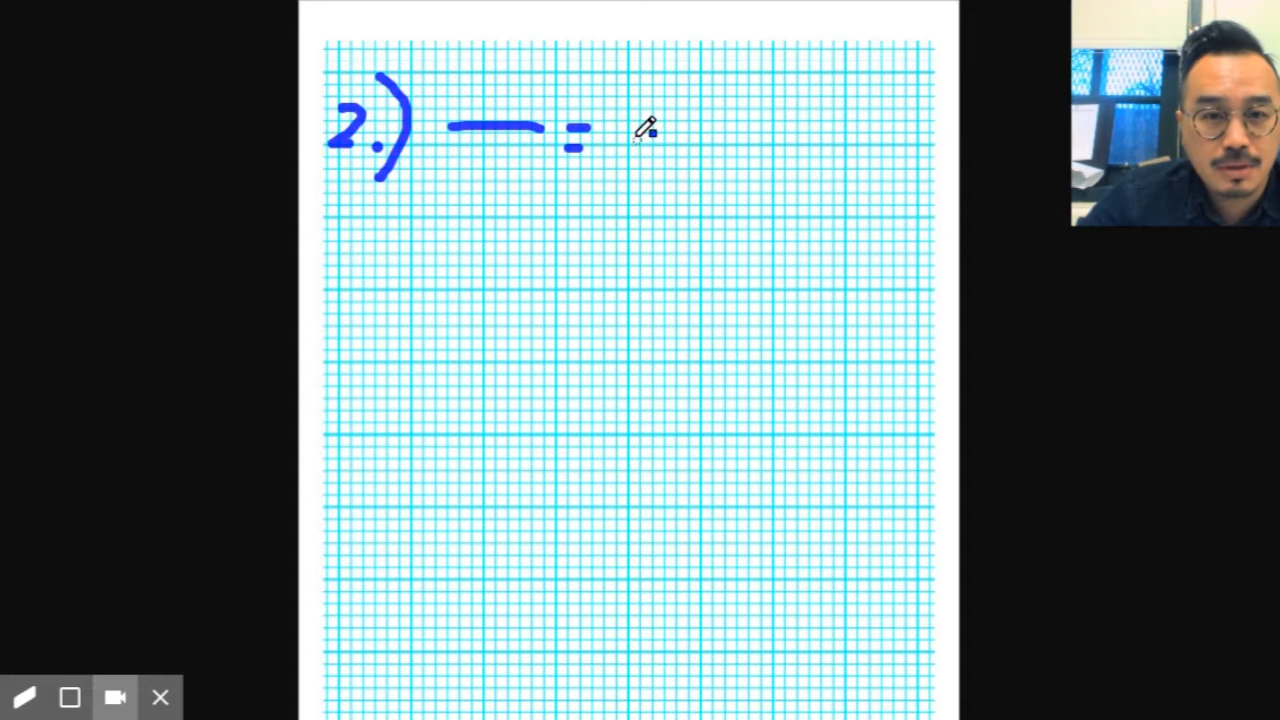 2.) — =